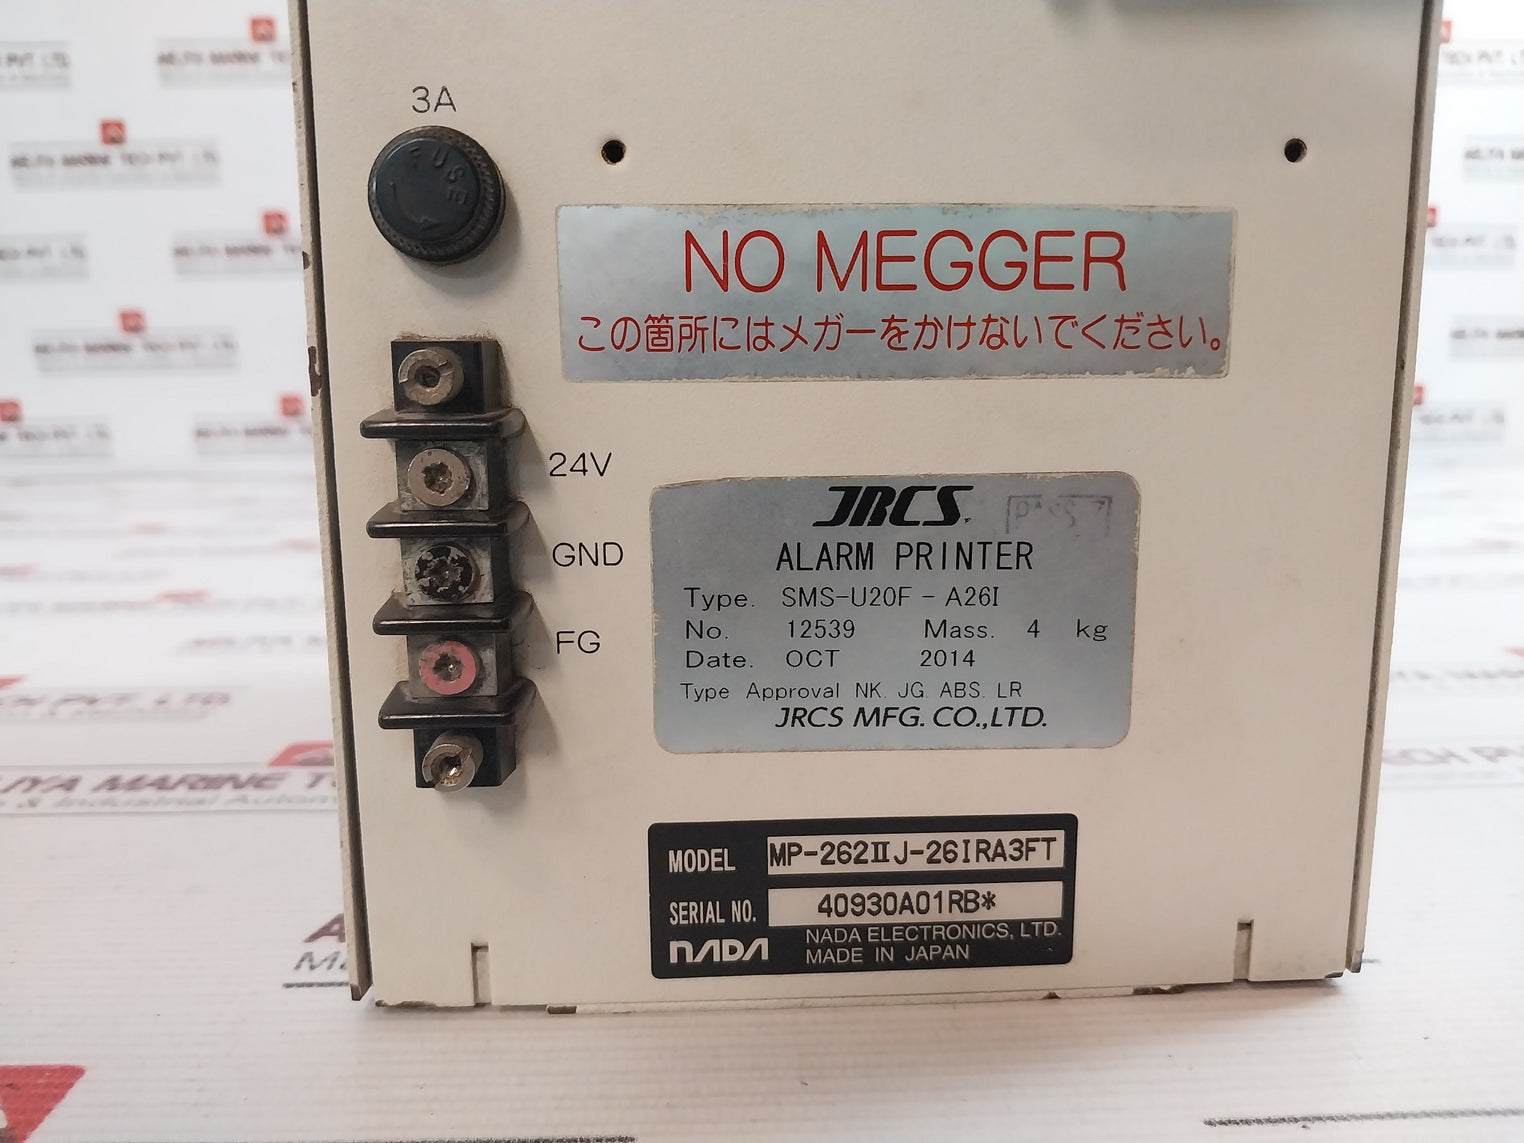 3A
FUSE
NO MEGGER
この箇所にはメガーをかけないでください。
24V
GND
FG
JRCS
ALARM PRINTER
Type. SMS-U20F - A26I
No. 12539 Mass. 4 kg
Date. OCT 2014
Type Approval NK. JG. ABS. LR
JRCS MFG. CO.,LTD.
MODEL MP-262ⅡJ-26IRA3FT
SERIAL NO. 40930A01RB*
NADA NADA ELECTRONICS, LTD.
MADE IN JAPAN